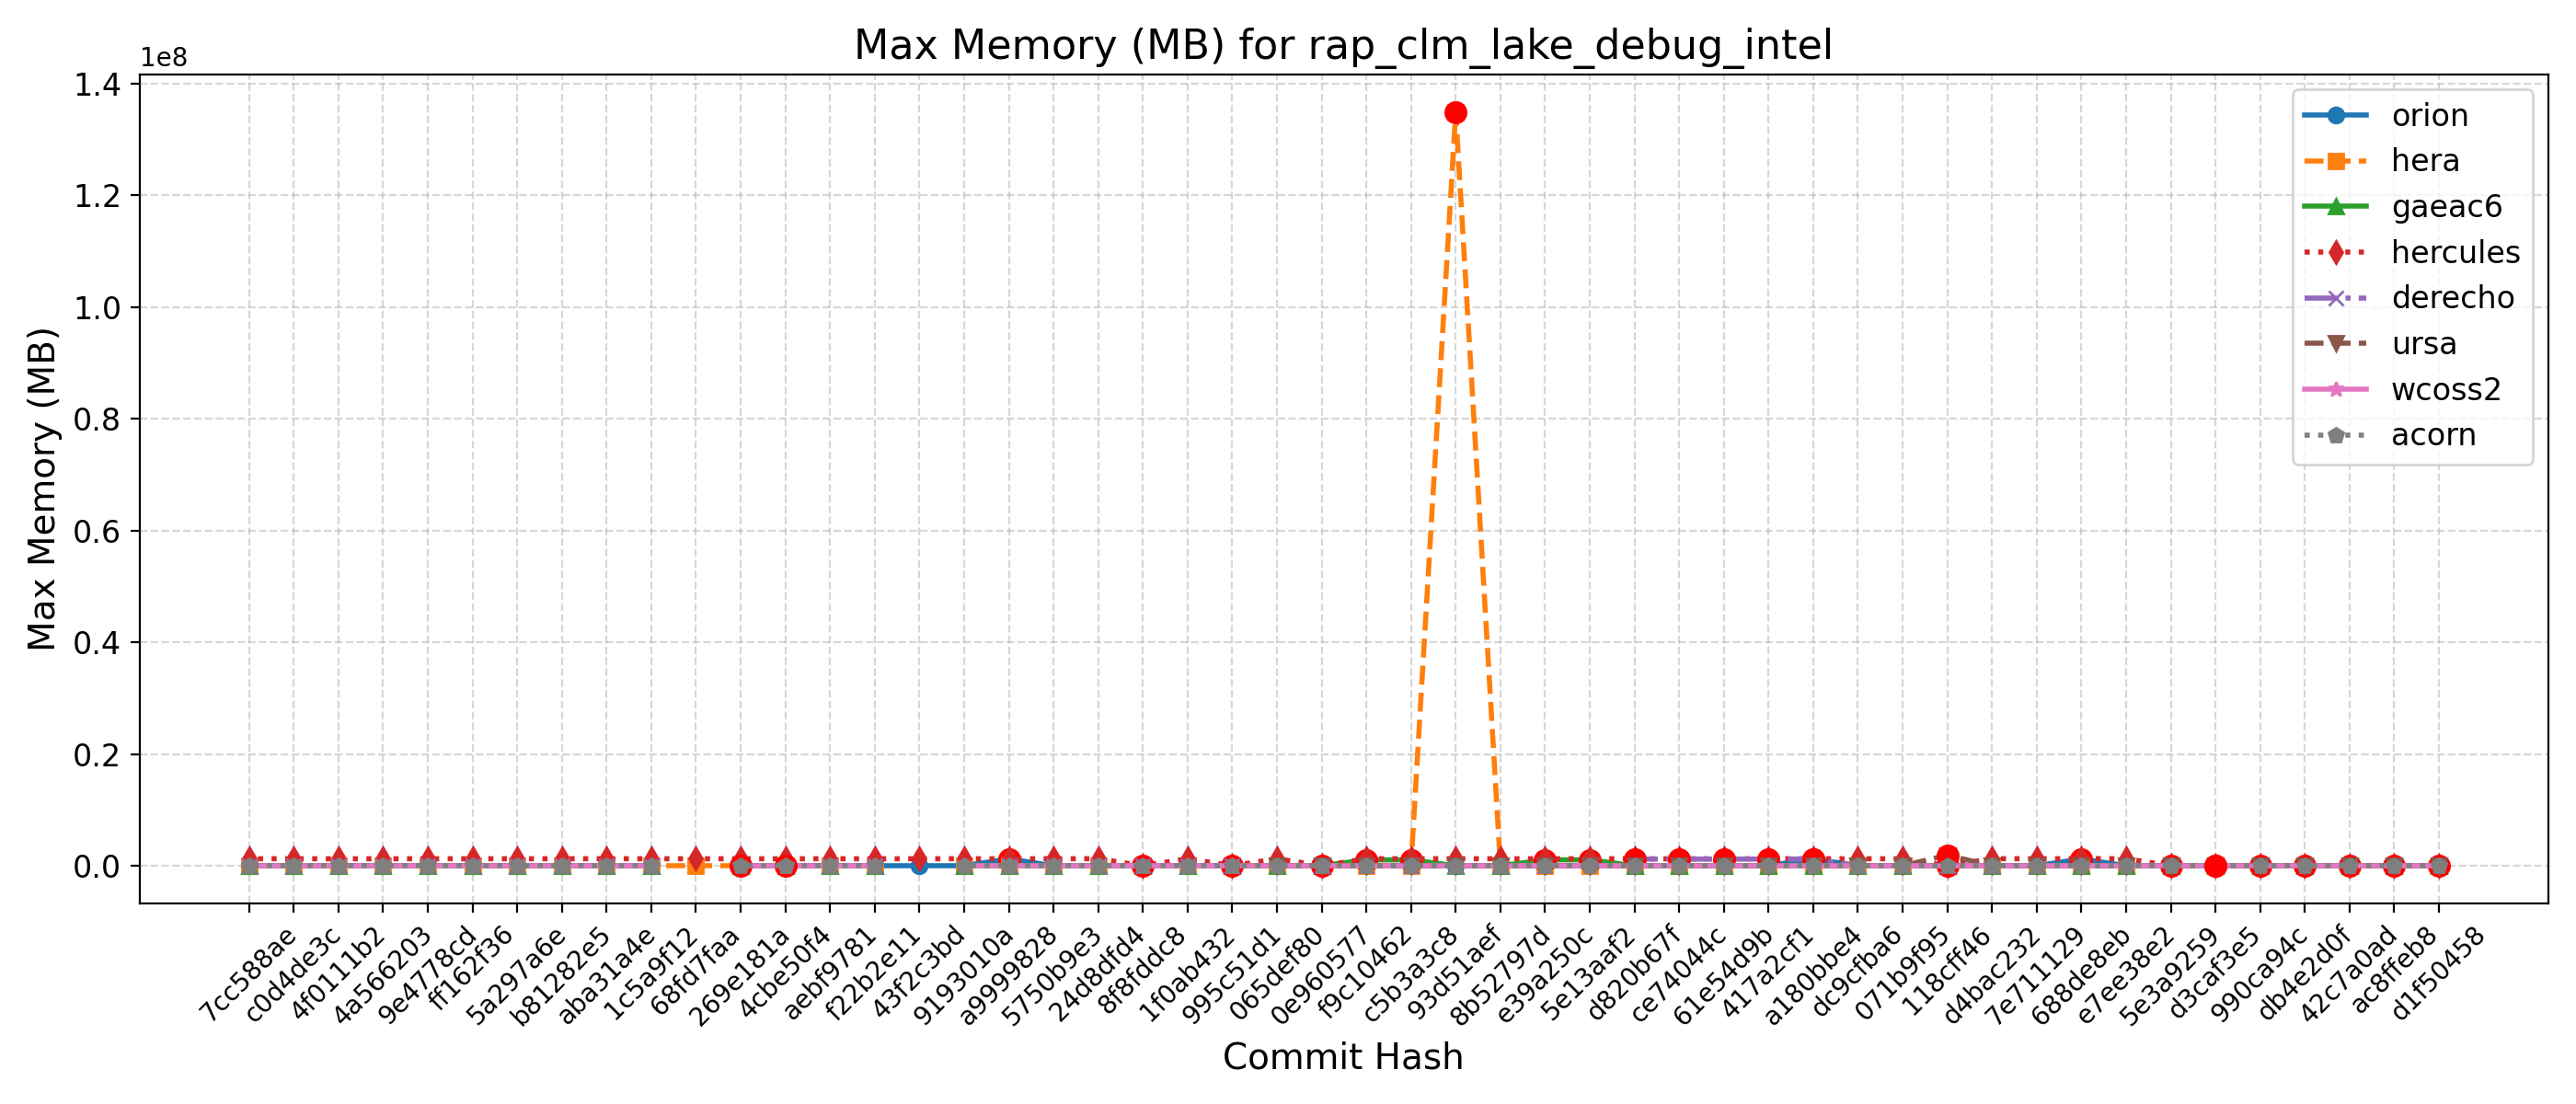 Max Memory (MB) for rap_clm_lake_debug_intel
1e8
1.4
1.2
1.0
0.8
0.6
0.4
0.2
0.0
Max Memory (MB)
orion
hera
gaeac6
hercules
derecho
ursa
wcoss2
acorn
7cc588ae
c0d4de3c
4f0111b2
4a566203
9e4778cd
ff162f36
5a297a6e
b81282e5
aba31a4e
1c5a9f12
68fd7faa
269e181a
4cbe50f4
aebf9781
f22b2e11
43f2c3bd
9193010a
a9999828
5750b9e3
24d8dfd4
8f8fddc8
1f0ab432
995c51d1
065def80
0e960577
f9c10462
c5b3a3c8
93d51aef
8b52797d
e39a250c
5e13aaf2
d820b67f
ce74044c
61e54d9b
417a2cf1
a180bbe4
dc9cfba6
071b9f95
118cff46
d4bac232
7e711129
688de8eb
e7ee38e2
5e3a9259
d3caf3e5
990ca94c
db4e2d0f
42c7a0ad
ac8ffeb8
d1f50458
Commit Hash